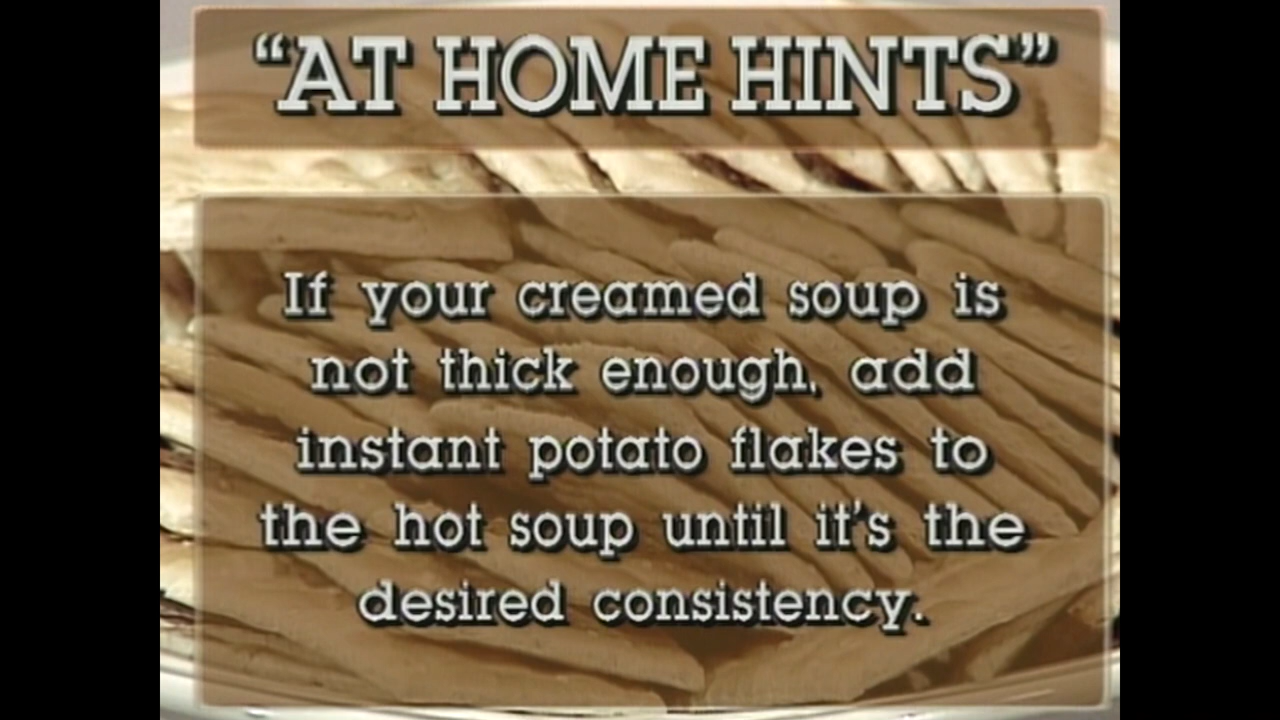 “AT HOME HINTS”
If your creamed soup is
not thick enough, add
instant potato flakes to
the hot soup until it's the
desired consistency.